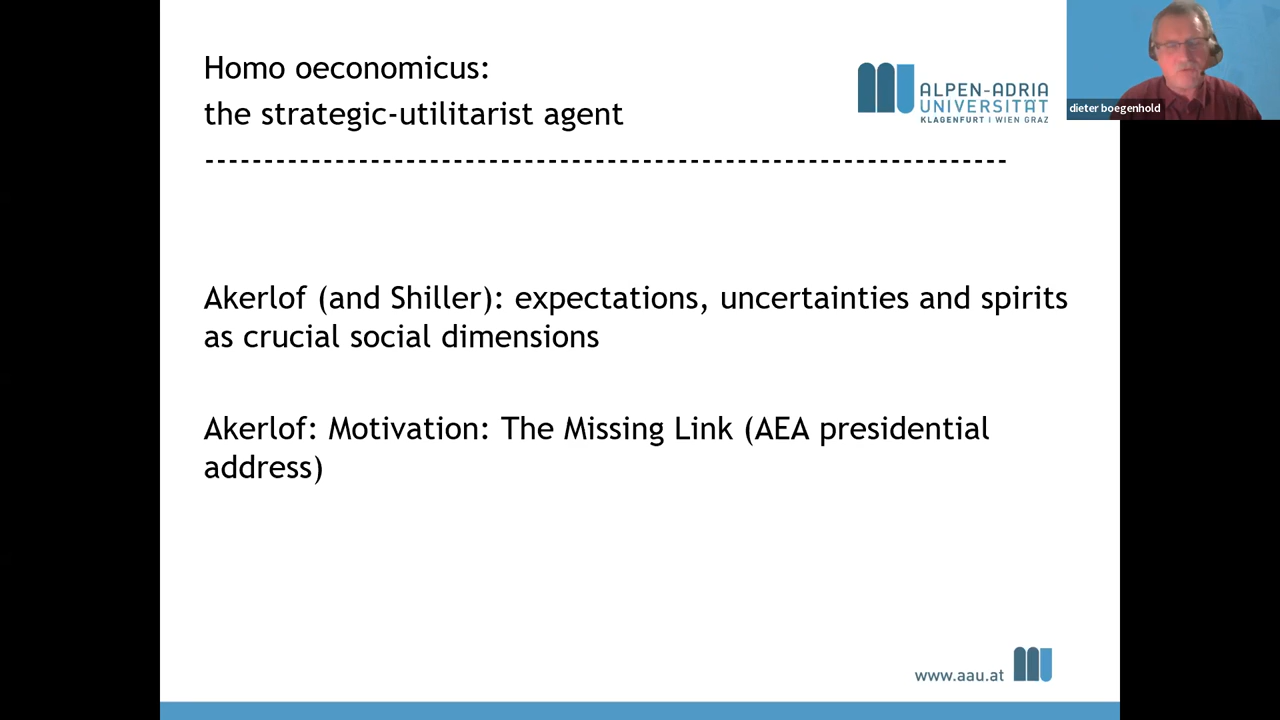 Homo oeconomicus:
the strategic-utilitarist agent
--------------------------------------------------------------------
ALPEN-ADRIA
UNIVERSITÄT
KLAGENFURT | WIEN GRAZ
dieter boegenhold
Akerlof (and Shiller): expectations, uncertainties and spirits
as crucial social dimensions
Akerlof: Motivation: The Missing Link (AEA presidential
address)
www.aau.at